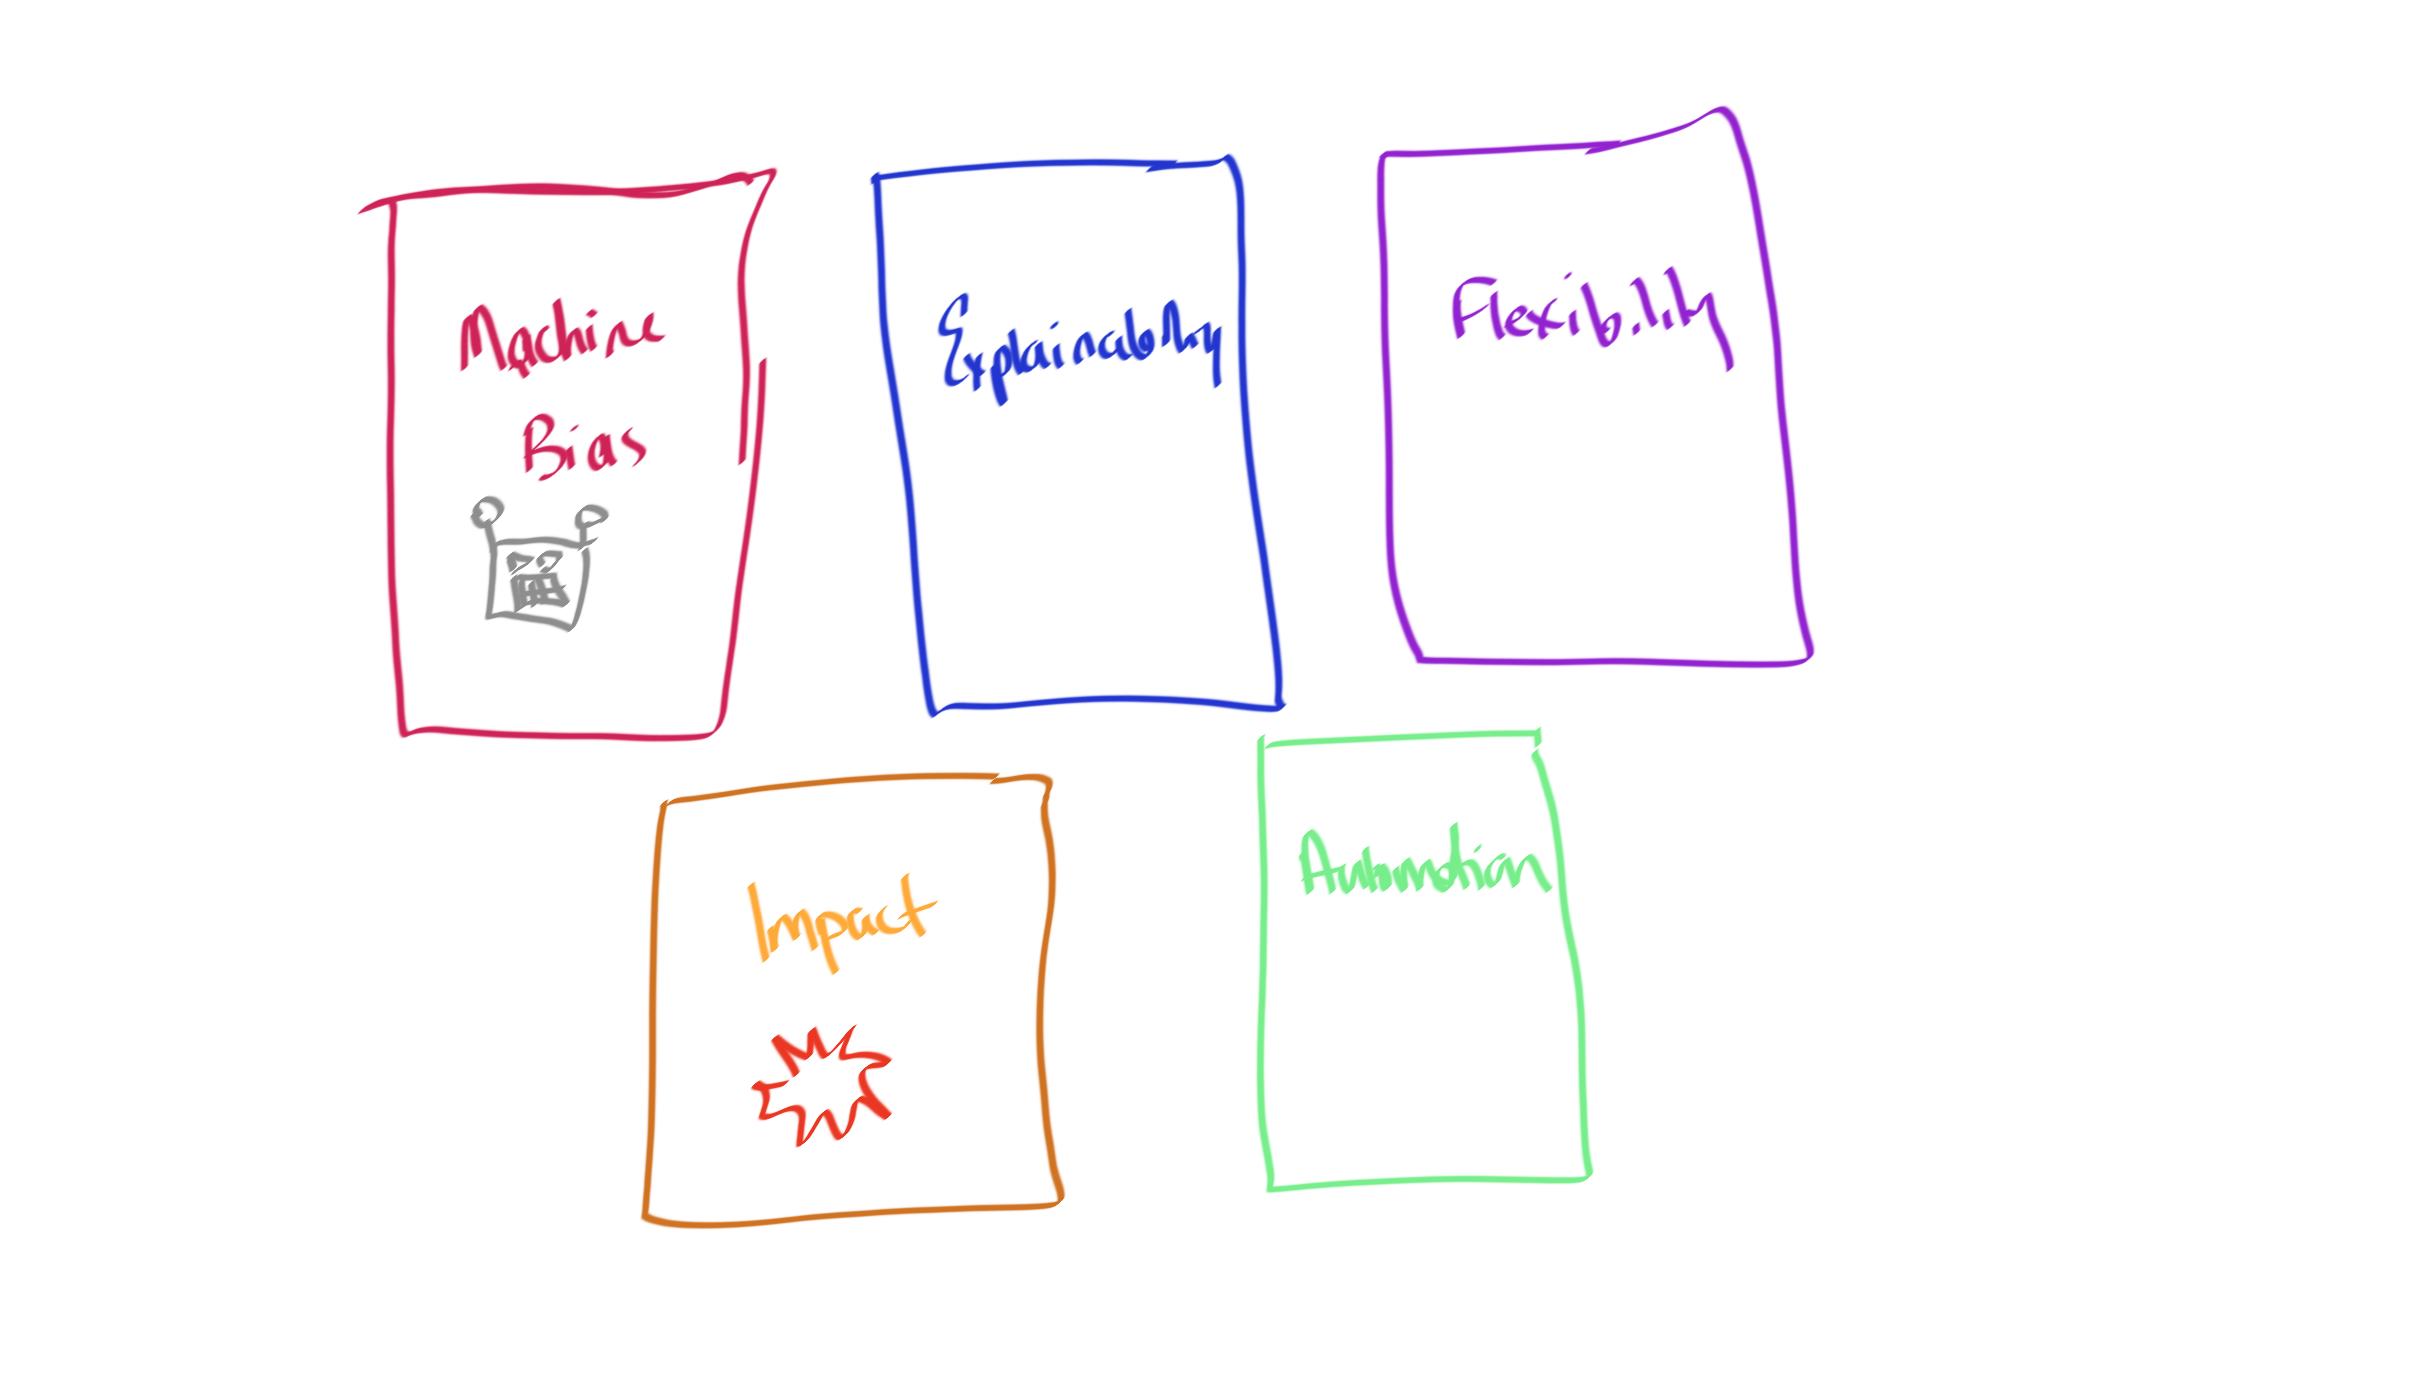 Machine
Bias
Explainability
Flexibility
Impact
Automation